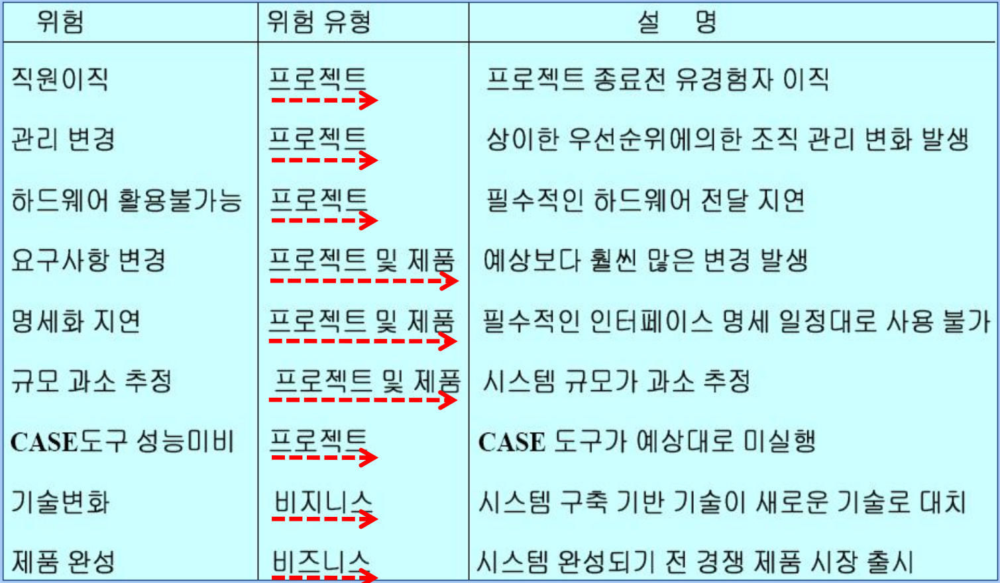 위험 위험 유형 설 명
직원이직 프로젝트 프로젝트 종료전 유경험자 이직
관리 변경 프로젝트 상이한 우선순위에의한 조직 관리 변화 발생
하드웨어 활용불가능 프로젝트 필수적인 하드웨어 전달 지연
요구사항 변경 프로젝트 및 제품 예상보다 훨씬 많은 변경 발생
명세화 지연 프로젝트 및 제품 필수적인 인터페이스 명세 일정대로 사용 불가
규모 과소 추정 프로젝트 및 제품 시스템 규모가 과소 추정
CASE도구 성능미비 프로젝트 CASE 도구가 예상대로 미실행
기술변화 비지니스 시스템 구축 기반 기술이 새로운 기술로 대치
제품 완성 비즈니스 시스템 완성되기 전 경쟁 제품 시장 출시